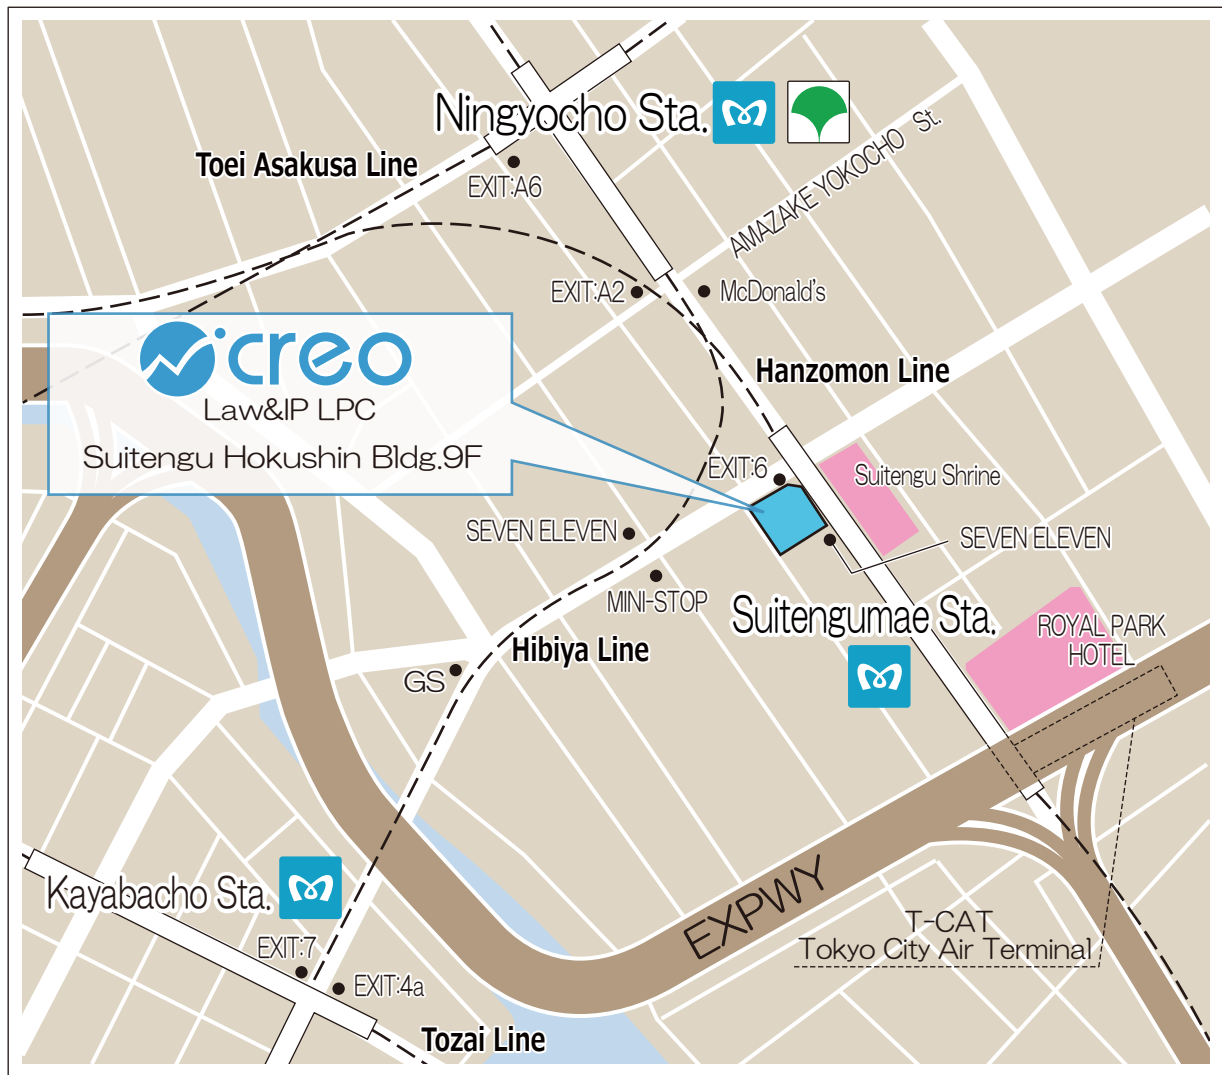 Ningyocho Sta.
Toei Asakusa Line
EXIT:A6
AMAZAKE YOKOCHO St.
EXIT:A2
McDonald's
creo
Law&IP LPC
Suitengu Hokushin Bldg.9F
Hanzomon Line
EXIT:6
Suitengu Shrine
SEVEN ELEVEN
SEVEN ELEVEN
MINI-STOP
Suitengumae Sta.
ROYAL PARK
HOTEL
Hibiya Line
GS
EXPWY
Kayabacho Sta.
T-CAT
Tokyo City Air Terminal
EXIT:7
EXIT:4a
Tozai Line